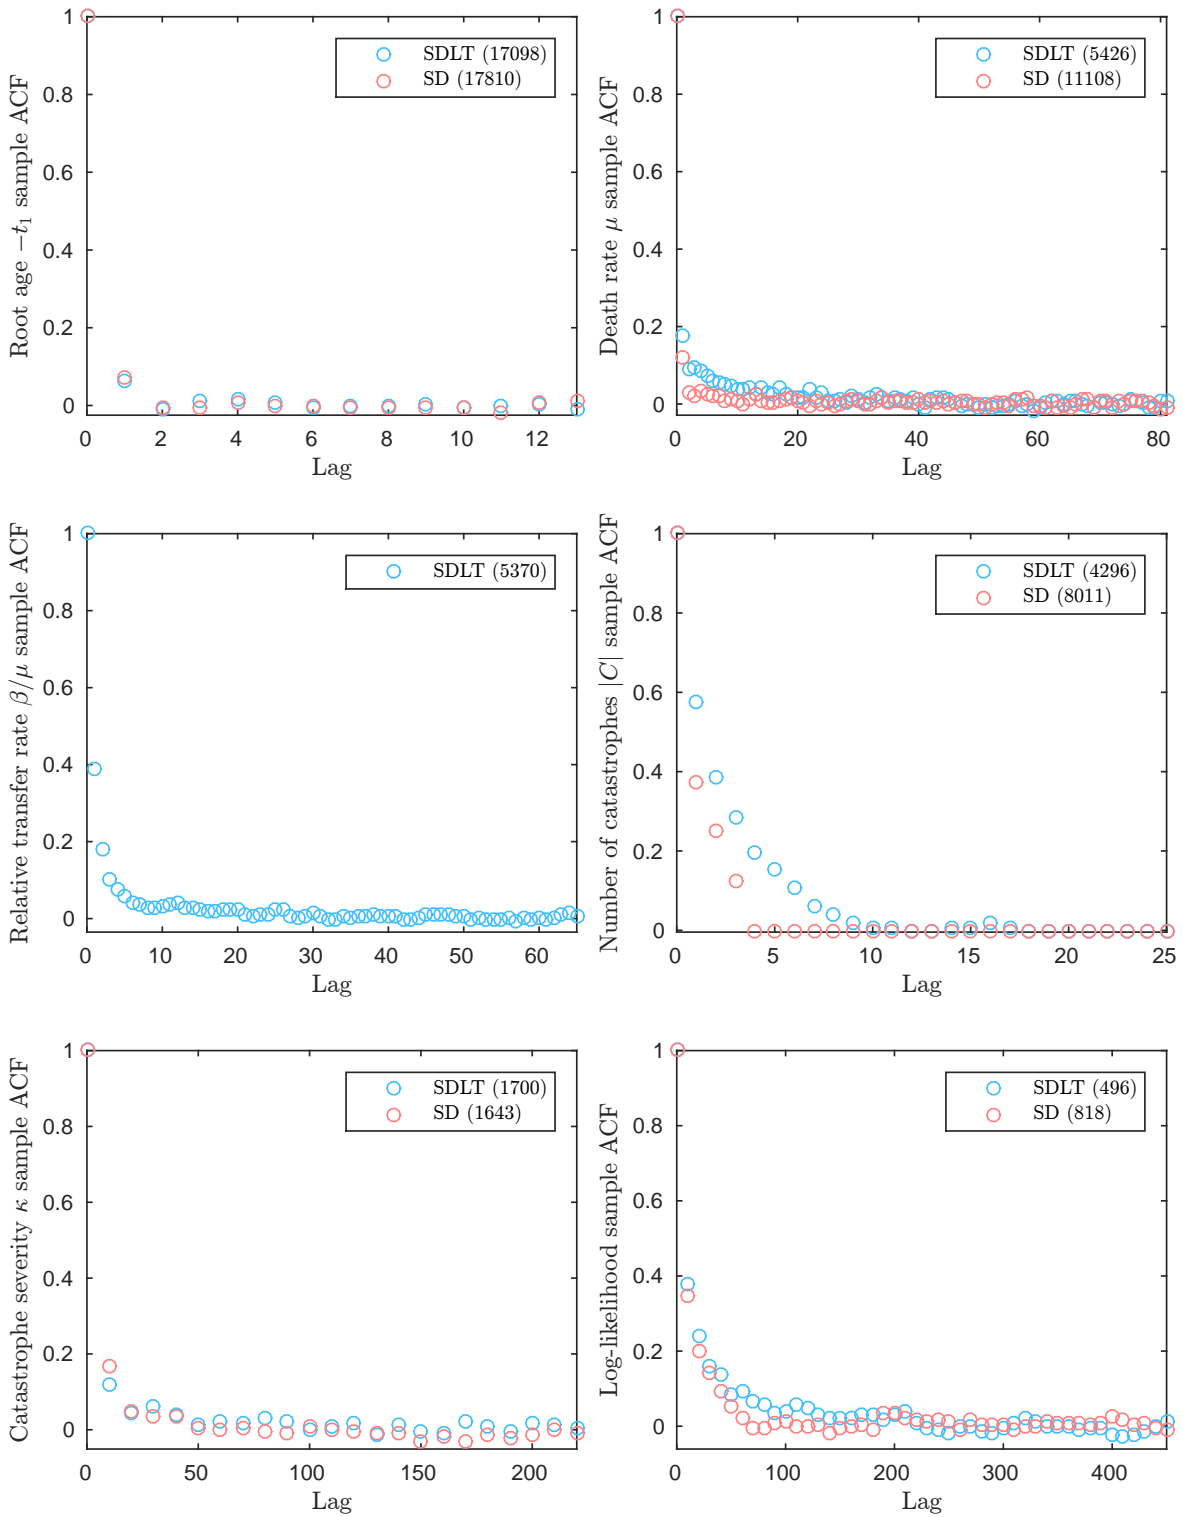 Root age −t₁ sample ACF
1
0.8
0.6
0.4
0.2
0
SDLT (17098)
SD (17810)
0 2 4 6 8 10 12
Lag
Death rate μ sample ACF
1
0.8
0.6
0.4
0.2
0
SDLT (5426)
SD (11108)
0 20 40 60 80
Lag
Relative transfer rate β/μ sample ACF
1
0.8
0.6
0.4
0.2
0
SDLT (5370)
0 10 20 30 40 50 60
Lag
Number of catastrophes |C| sample ACF
1
0.8
0.6
0.4
0.2
0
SDLT (4296)
SD (8011)
0 5 10 15 20 25
Lag
Catastrophe severity κ sample ACF
1
0.8
0.6
0.4
0.2
0
SDLT (1700)
SD (1643)
0 50 100 150 200
Lag
Log-likelihood sample ACF
1
0.8
0.6
0.4
0.2
0
SDLT (496)
SD (818)
0 100 200 300 400
Lag